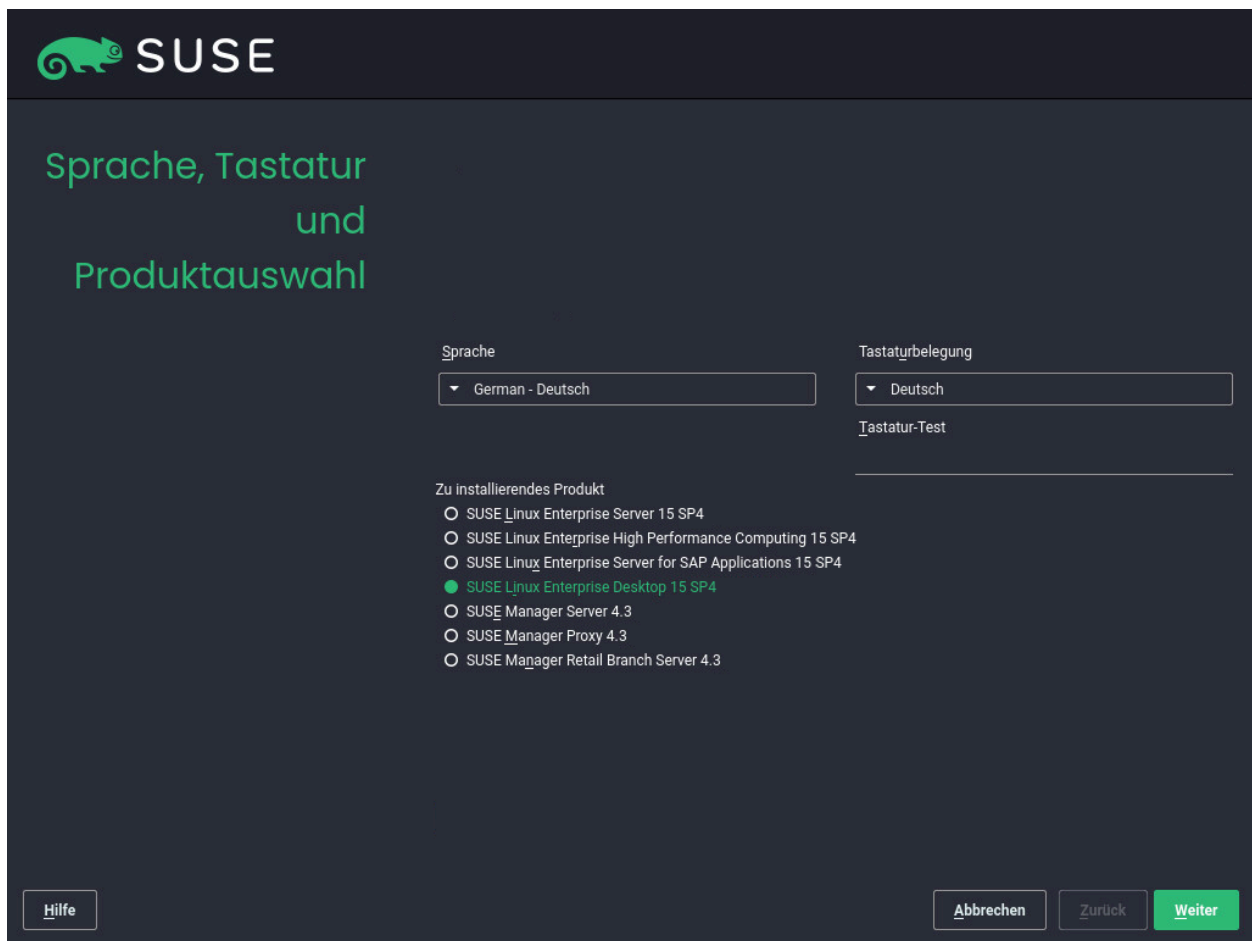 SUSE
Sprache, Tastatur
und
Produktauswahl
Sprache
Tastaturbelegung
German - Deutsch
Deutsch
Tastatur-Test
Zu installierendes Produkt
SUSE Linux Enterprise Server 15 SP4
SUSE Linux Enterprise High Performance Computing 15 SP4
SUSE Linux Enterprise Server for SAP Applications 15 SP4
SUSE Linux Enterprise Desktop 15 SP4
SUSE Manager Server 4.3
SUSE Manager Proxy 4.3
SUSE Manager Retail Branch Server 4.3
Hilfe
Abbrechen
Zurück
Weiter